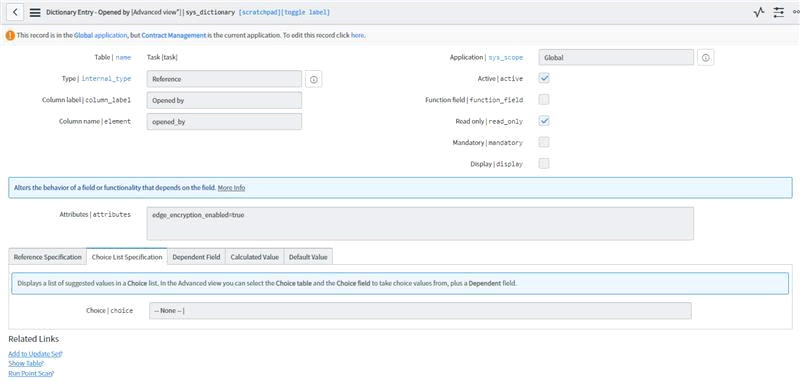 Dictionary Entry - Opened by [Advanced view*]| sys_dictionary [scratchpad][toggle label]
This record is in the Global application, but Contract Management is the current application. To edit this record click here.
Table | name Task [task] Application | sys_scope Global
Type | internal_type Reference Active | active
Column label | column_label Opened by Function field | function_field
Column name | element opened_by Read only | read_only
Mandatory | mandatory
Display | display
Alters the behavior of a field or functionality that depends on the field. More Info
Attributes | attributes edge_encryption_enabled=true
Reference Specification Choice List Specification Dependent Field Calculated Value Default Value
Displays a list of suggested values in a Choice list. In the Advanced view you can select the Choice table and the Choice field to take choice values from, plus a Dependent field.
Choice | choice -- None -- |
Related Links
Add to Update Set
Show Table
Run Point Scan